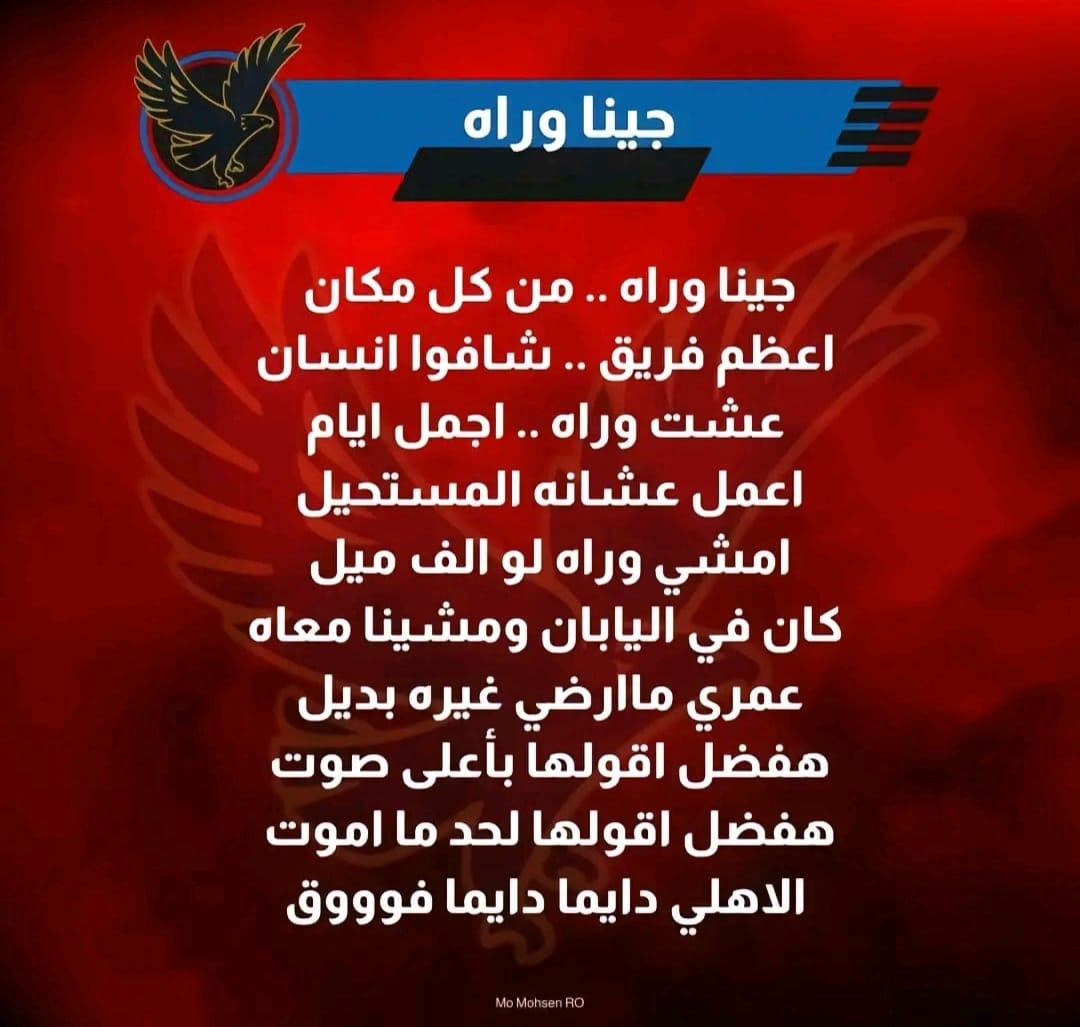 جينا وراه
جينا وراه .. من كل مكان
اعظم فريق .. شافوا انسان
عشت وراه .. اجمل ايام
اعمل عشانه المستحيل
امشي وراه لو الف ميل
كان في اليابان ومشينا معاه
عمري ماارضي غيره بديل
هفضل اقولها بأعلى صوت
هفضل اقولها لحد ما اموت
الاهلي دايما دايما فوووق
Mo Mohsen RO